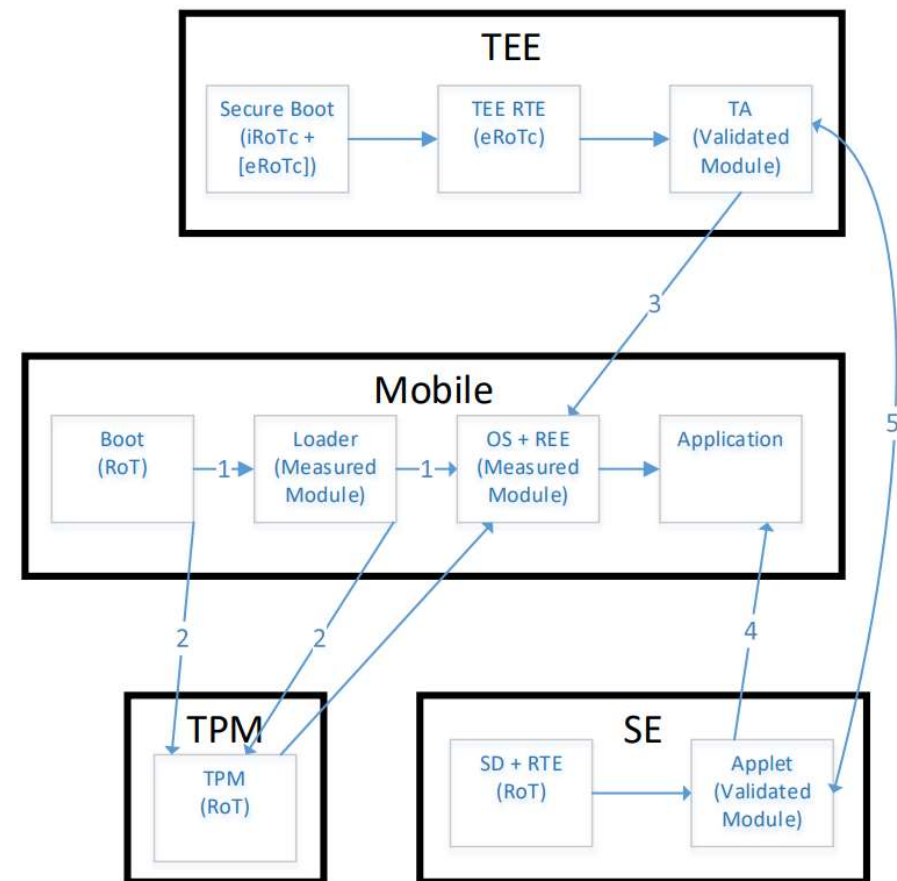 TEE
Secure Boot
(iRoTc +
[eRoTc])
TEE RTE
(eRoTc)
TA
(Validated
Module)
3
5
Mobile
Boot
(RoT)
1
Loader
(Measured
Module)
1
OS + REE
(Measured
Module)
Application
2
2
4
TPM
TPM
(RoT)
SE
SD + RTE
(RoT)
Applet
(Validated
Module)